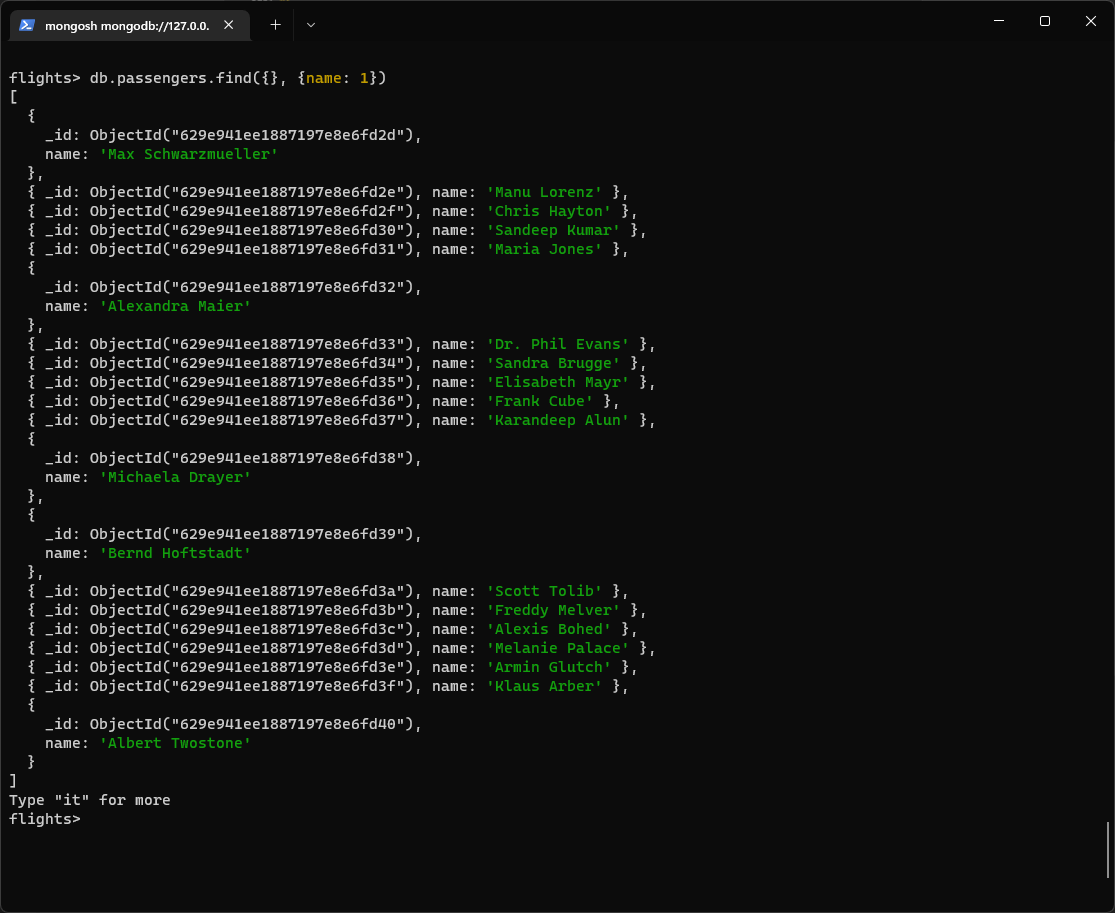 mongosh mongodb://127.0.0.
flights> db.passengers.find({}, {name: 1})
[
  {
    _id: ObjectId("629e941ee1887197e8e6fd2d"),
    name: 'Max Schwarzmueller'
  },
  { _id: ObjectId("629e941ee1887197e8e6fd2e"), name: 'Manu Lorenz' },
  { _id: ObjectId("629e941ee1887197e8e6fd2f"), name: 'Chris Hayton' },
  { _id: ObjectId("629e941ee1887197e8e6fd30"), name: 'Sandeep Kumar' },
  { _id: ObjectId("629e941ee1887197e8e6fd31"), name: 'Maria Jones' },
  {
    _id: ObjectId("629e941ee1887197e8e6fd32"),
    name: 'Alexandra Maier'
  },
  { _id: ObjectId("629e941ee1887197e8e6fd33"), name: 'Dr. Phil Evans' },
  { _id: ObjectId("629e941ee1887197e8e6fd34"), name: 'Sandra Brugge' },
  { _id: ObjectId("629e941ee1887197e8e6fd35"), name: 'Elisabeth Mayr' },
  { _id: ObjectId("629e941ee1887197e8e6fd36"), name: 'Frank Cube' },
  { _id: ObjectId("629e941ee1887197e8e6fd37"), name: 'Karandeep Alun' },
  {
    _id: ObjectId("629e941ee1887197e8e6fd38"),
    name: 'Michaela Drayer'
  },
  {
    _id: ObjectId("629e941ee1887197e8e6fd39"),
    name: 'Bernd Hoftstadt'
  },
  { _id: ObjectId("629e941ee1887197e8e6fd3a"), name: 'Scott Tolib' },
  { _id: ObjectId("629e941ee1887197e8e6fd3b"), name: 'Freddy Melver' },
  { _id: ObjectId("629e941ee1887197e8e6fd3c"), name: 'Alexis Bohed' },
  { _id: ObjectId("629e941ee1887197e8e6fd3d"), name: 'Melanie Palace' },
  { _id: ObjectId("629e941ee1887197e8e6fd3e"), name: 'Armin Glutch' },
  { _id: ObjectId("629e941ee1887197e8e6fd3f"), name: 'Klaus Arber' },
  {
    _id: ObjectId("629e941ee1887197e8e6fd40"),
    name: 'Albert Twostone'
  }
]
Type "it" for more
flights>